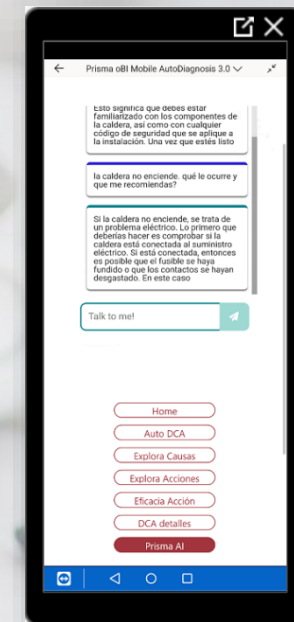 Prisma oBI Mobile AutoDiagnosis 3.0
Esto significa que debes estar
familiarizado con los componentes de
la caldera, así como con cualquier
código de seguridad que se aplique a
la instalación. Una vez que estés listo
la caldera no enciende. qué le ocurre y
que me recomiendas?
Si la caldera no enciende, se trata de
un problema eléctrico. Lo primero que
deberías hacer es comprobar si la
caldera está conectada al suministro
eléctrico. Si está conectada, entonces
es posible que el fusible se haya
fundido o que los contactos se hayan
desgastado. En este caso
Talk to me!
Home
Auto DCA
Explora Causas
Explora Acciones
Eficacia Acción
DCA detalles
Prisma AI